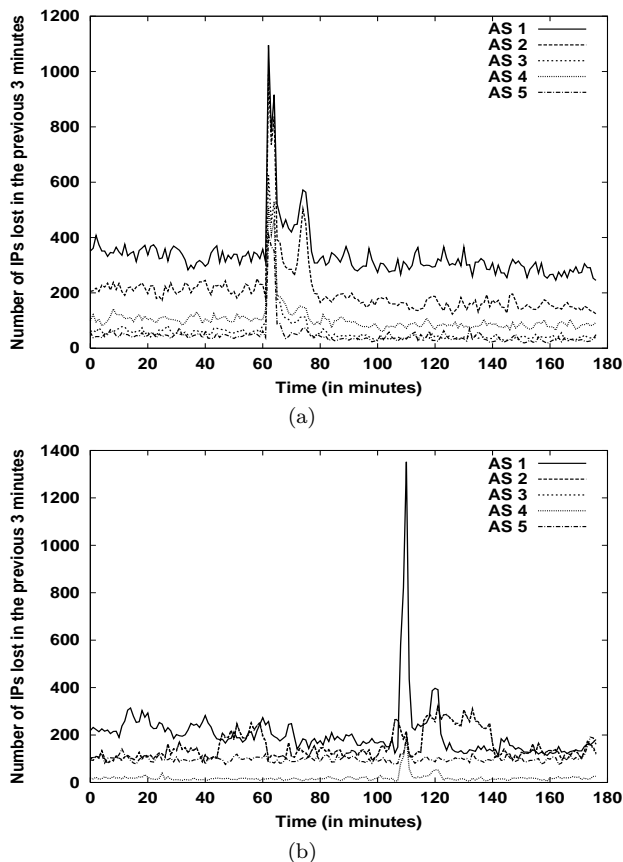 1200
1000
800
600
400
200
0
Number of IPs lost in the previous 3 minutes
AS 1
AS 2
AS 3
AS 4
AS 5
0 20 40 60 80 100 120 140 160 180
Time (in minutes)
(a)
1400
1200
1000
800
600
400
200
0
Number of IPs lost in the previous 3 minutes
AS 1
AS 2
AS 3
AS 4
AS 5
0 20 40 60 80 100 120 140 160 180
Time (in minutes)
(b)